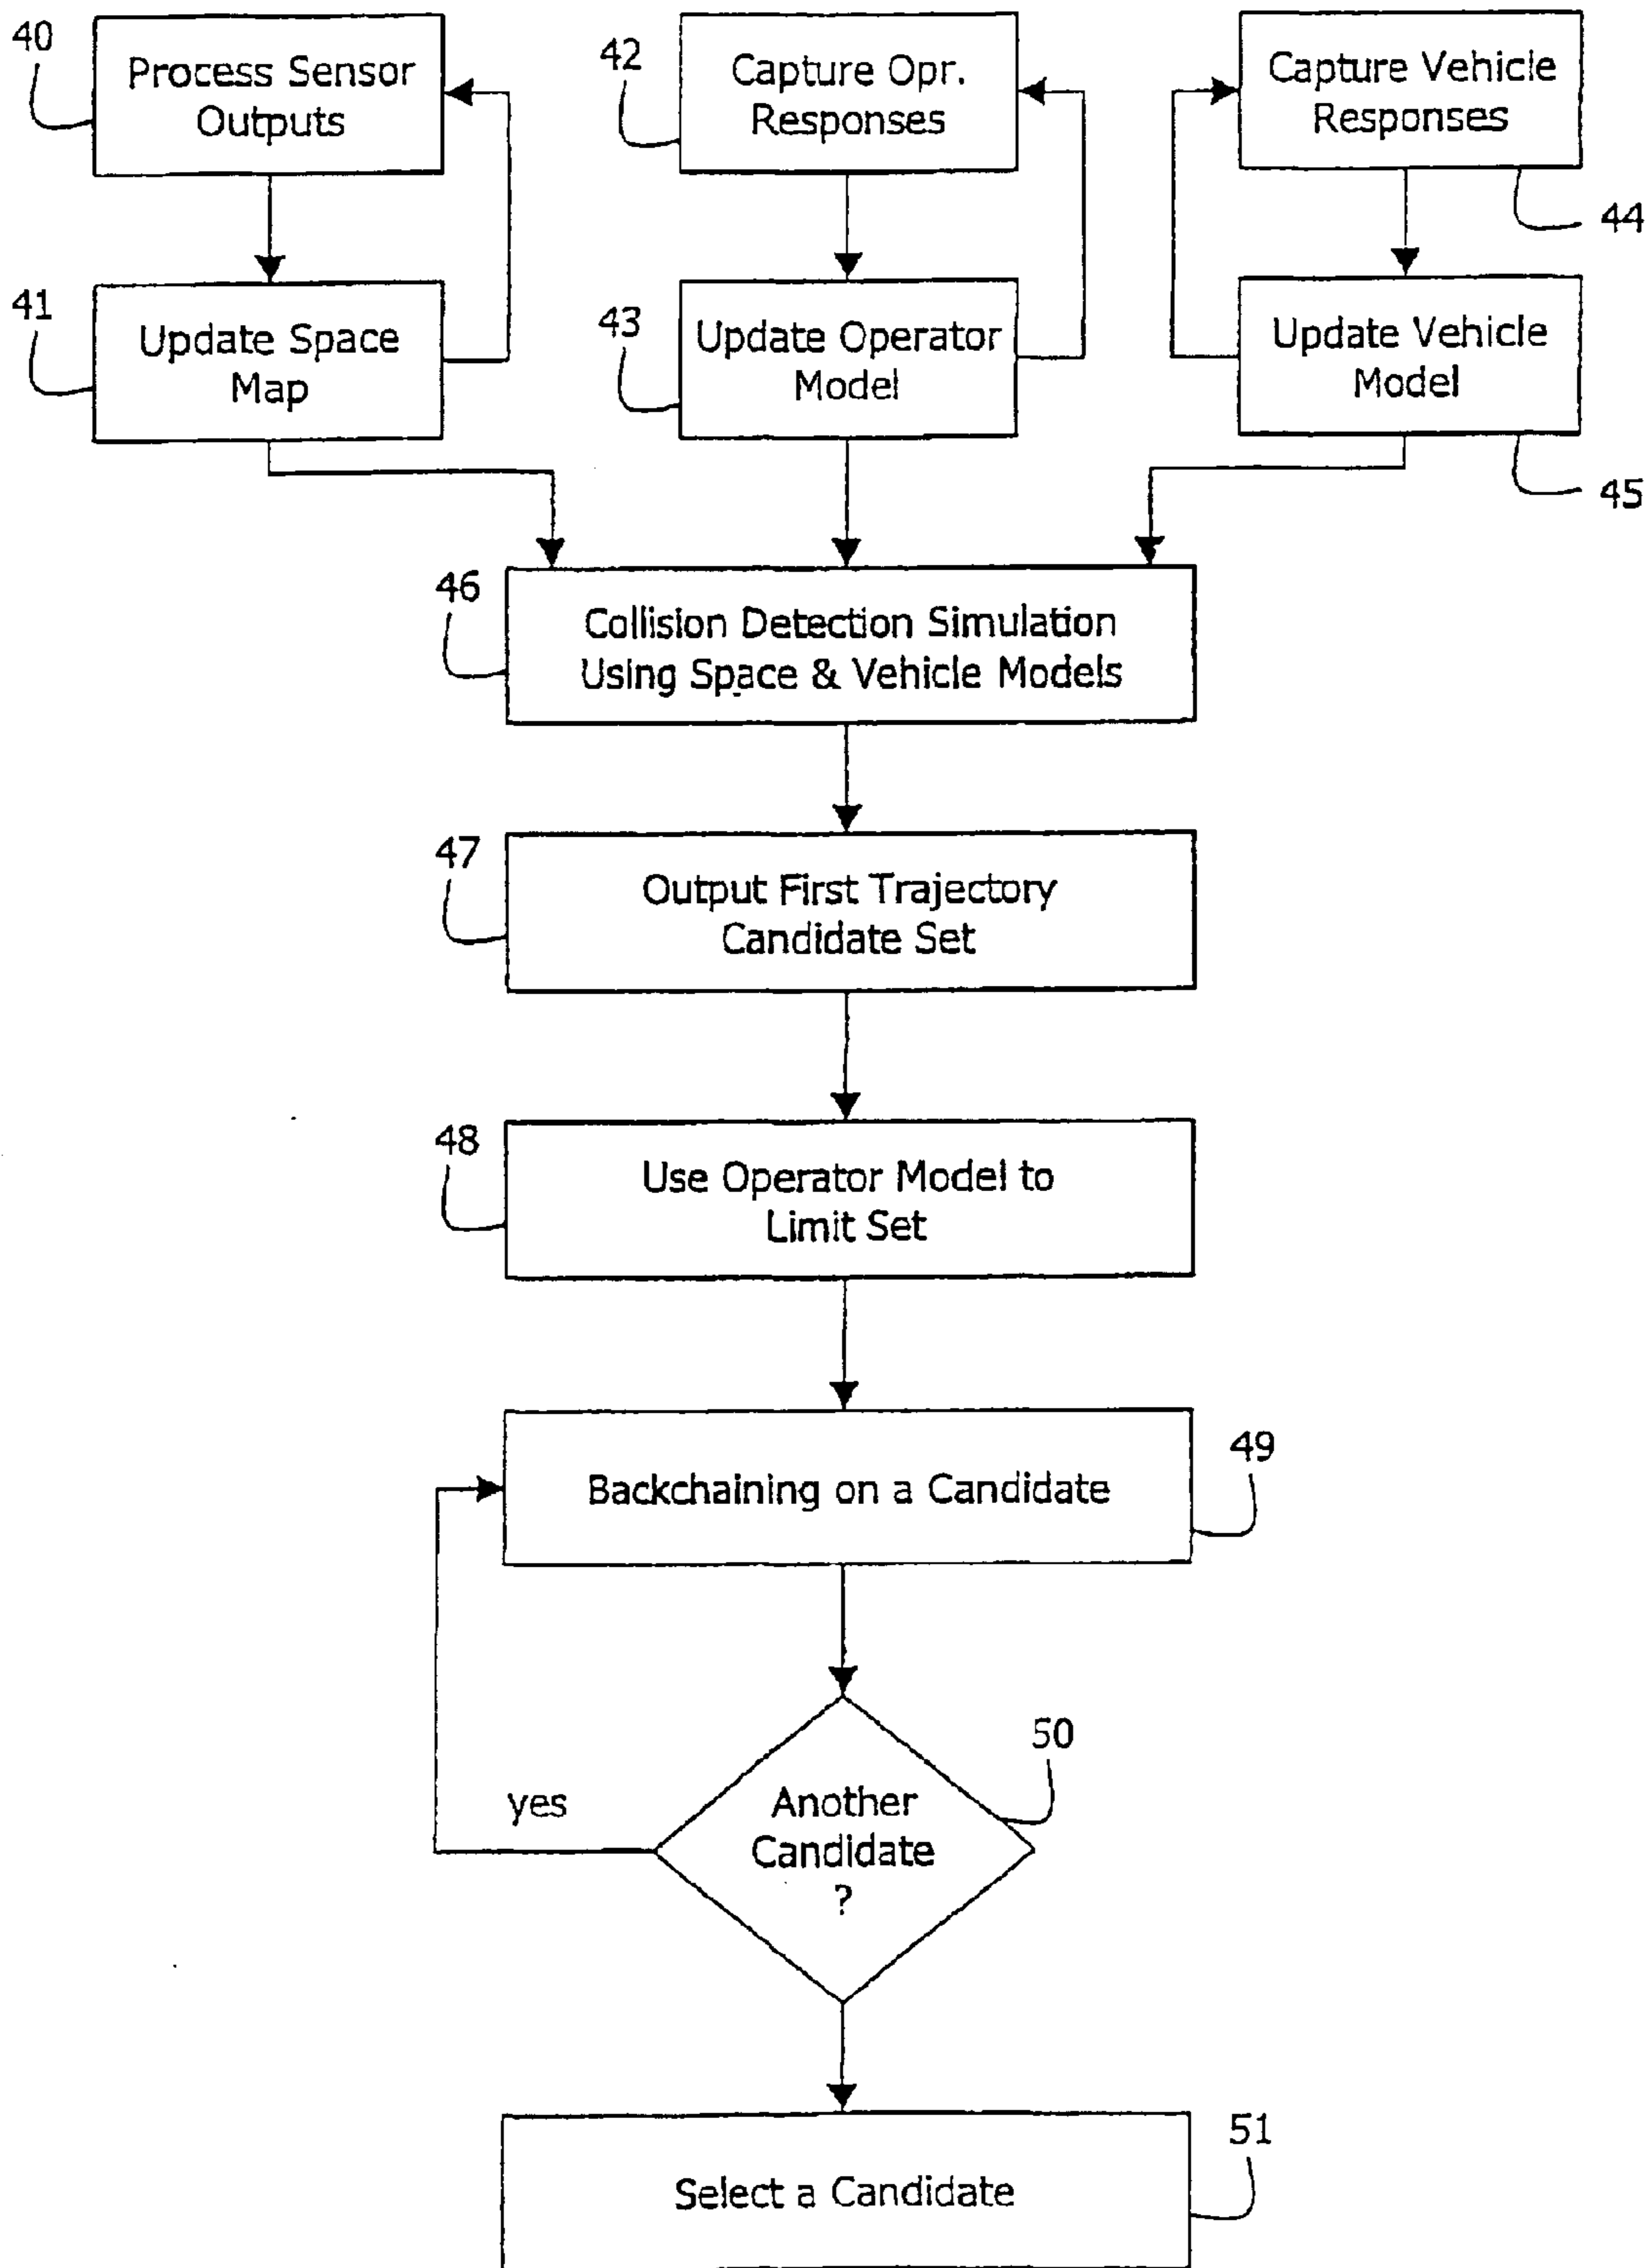 40
Process Sensor
Outputs
42
Capture Opr.
Responses
Capture Vehicle
Responses
44
41
Update Space
Map
43
Update Operator
Model
Update Vehicle
Model
45
46
Collision Detection Simulation
Using Space & Vehicle Models
47
Output First Trajectory
Candidate Set
48
Use Operator Model to
Limit Set
49
Backchaining on a Candidate
50
yes
Another
Candidate
?
51
Select a Candidate